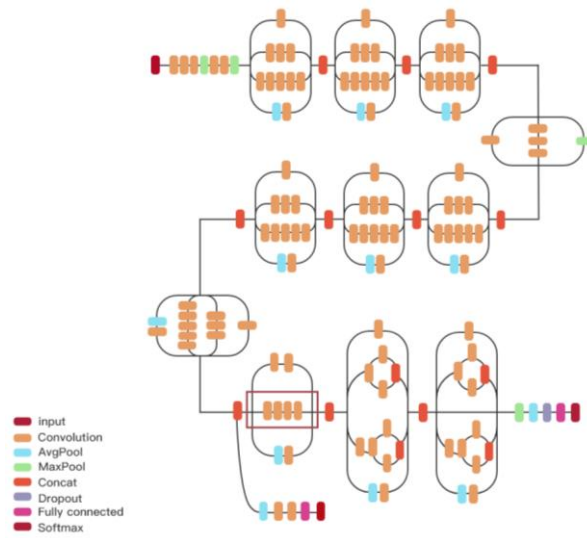 input
Convolution
AvgPool
MaxPool
Concat
Dropout
Fully connected
Softmax